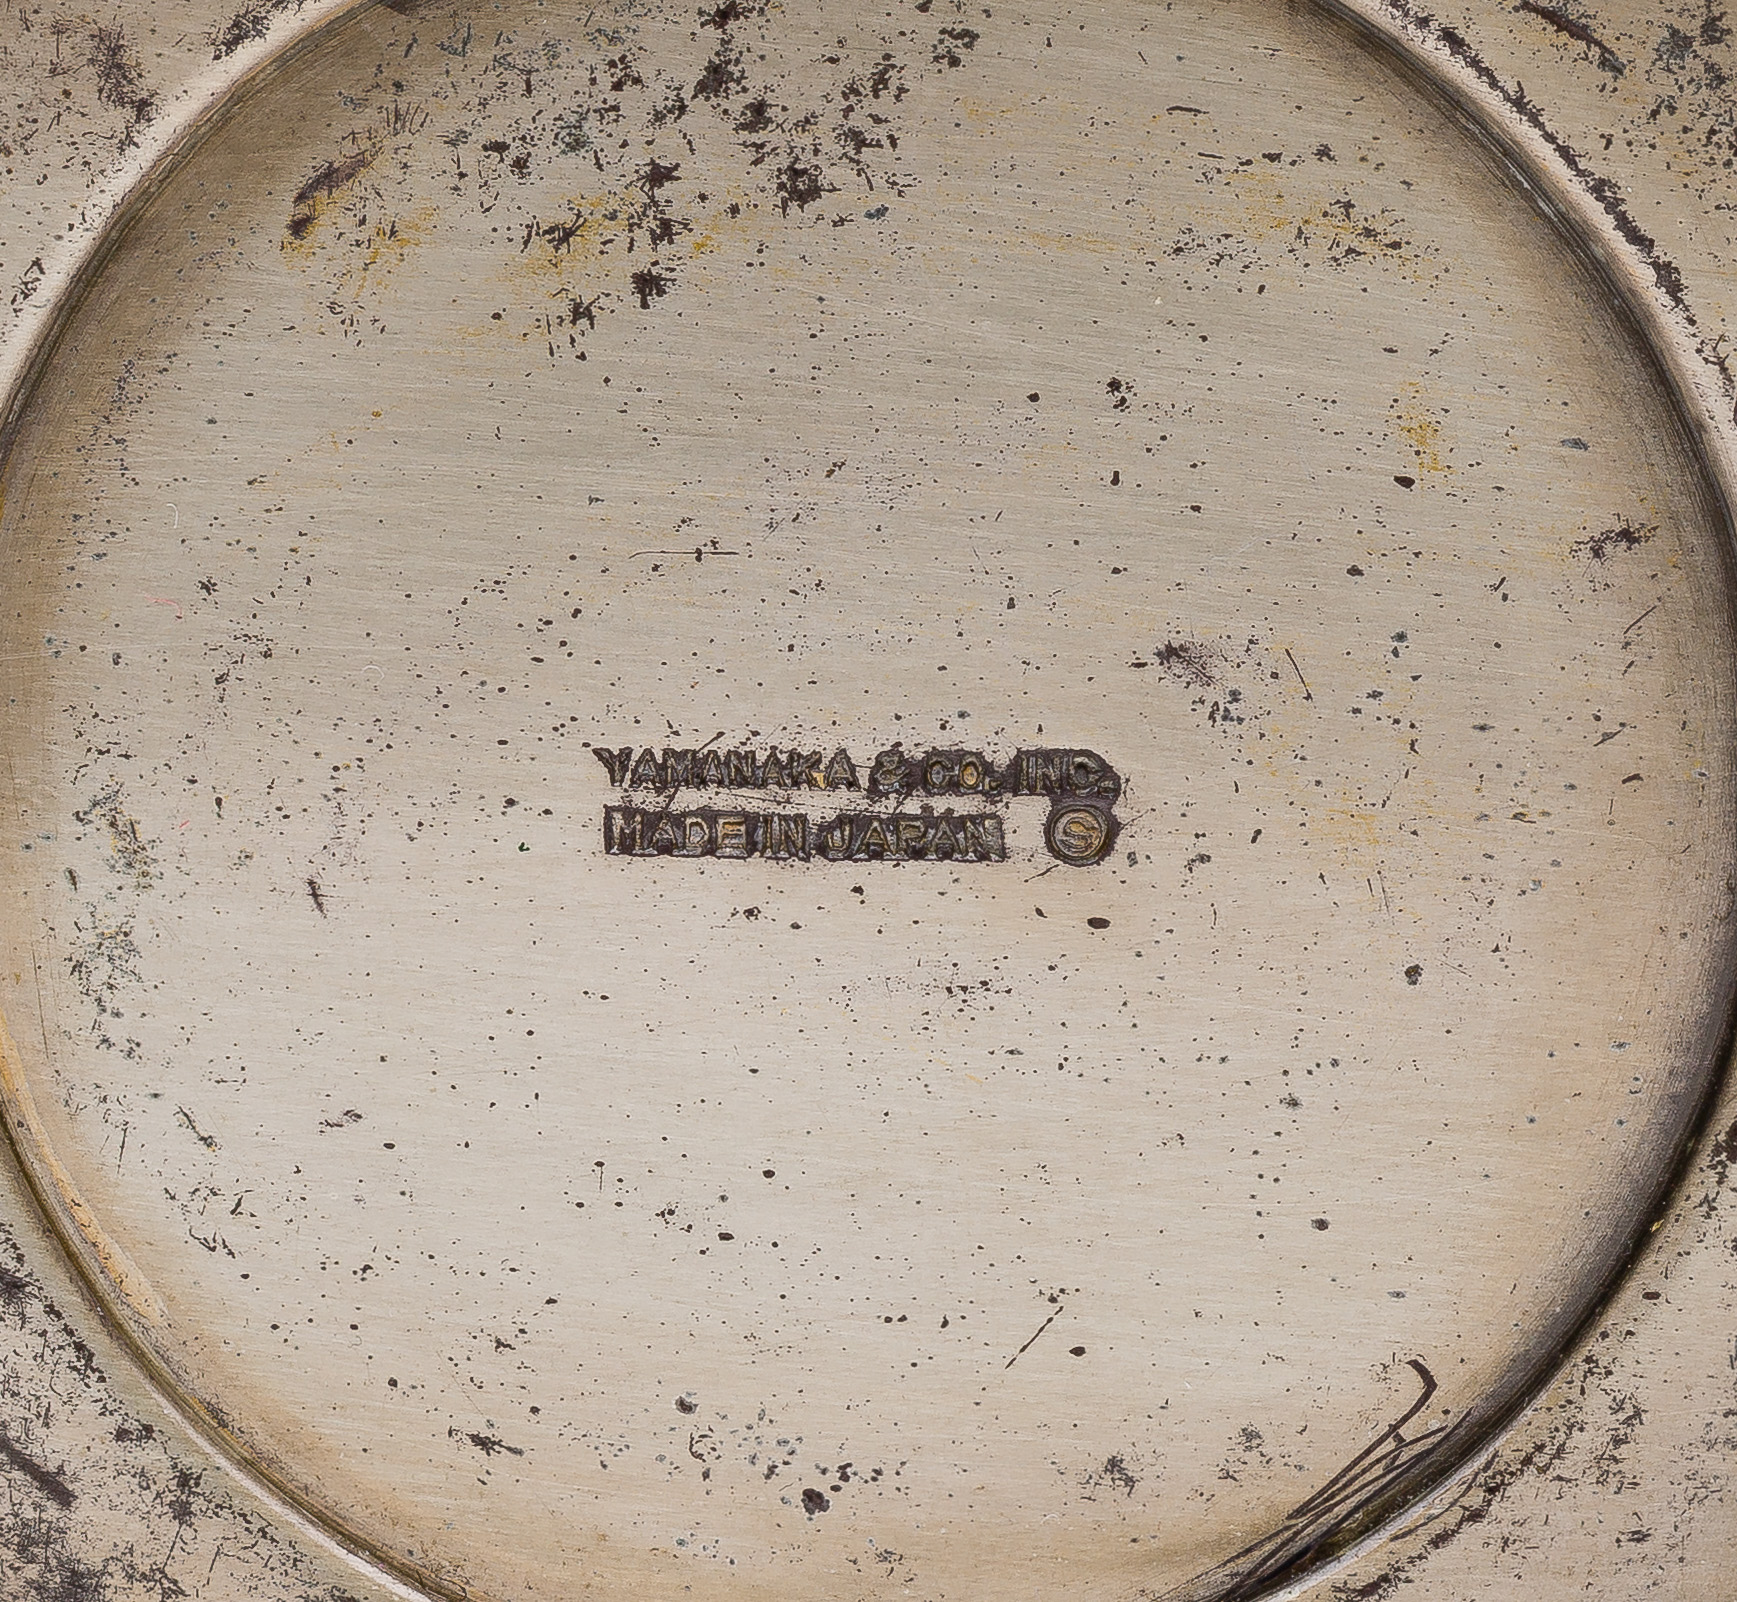 YAMANAKA & CO. INC.
MADE IN JAPAN Ⓢ